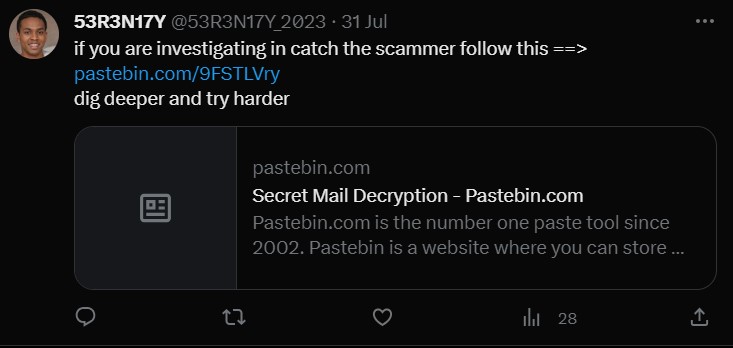 53R3N17Y @53R3N17Y_2023 · 31 Jul
if you are investigating in catch the scammer follow this ==>
pastebin.com/9FSTLVry
dig deeper and try harder
pastebin.com
Secret Mail Decryption - Pastebin.com
Pastebin.com is the number one paste tool since
2002. Pastebin is a website where you can store ...
28